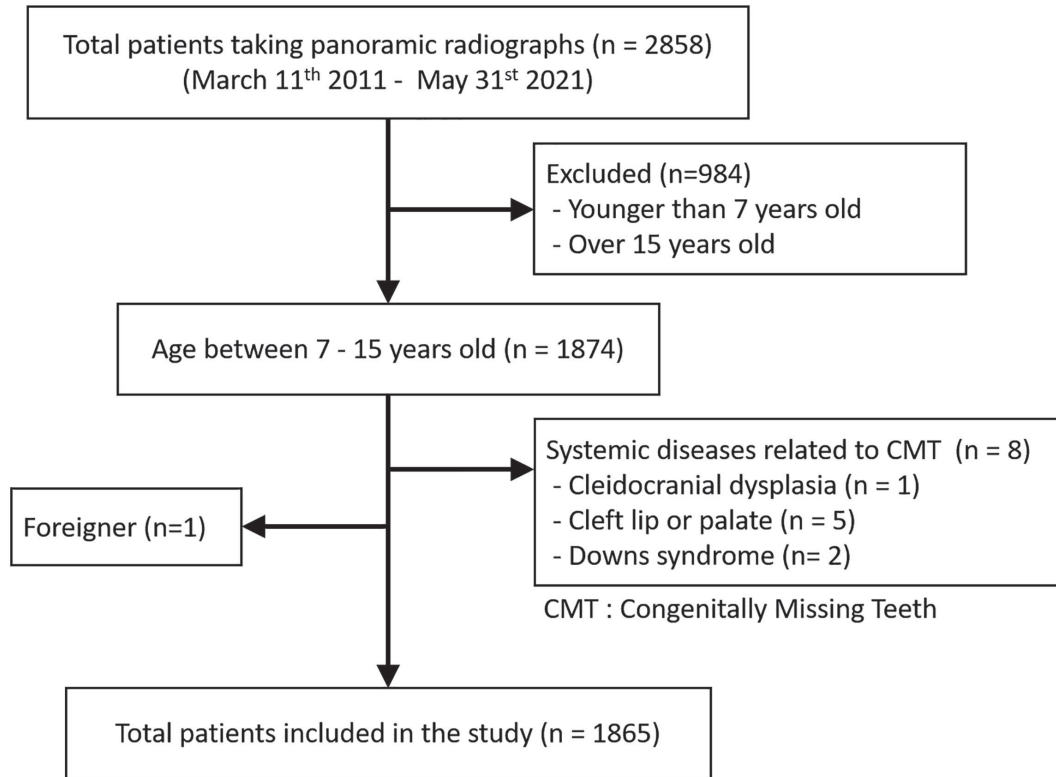 Total patients taking panoramic radiographs (n = 2858)
(March 11th 2011 - May 31st 2021)
Excluded (n=984)
- Younger than 7 years old
- Over 15 years old
Age between 7 - 15 years old (n = 1874)
Systemic diseases related to CMT (n = 8)
- Cleidocranial dysplasia (n = 1)
- Cleft lip or palate (n = 5)
- Downs syndrome (n= 2)
Foreigner (n=1)
CMT : Congenitally Missing Teeth
Total patients included in the study (n = 1865)